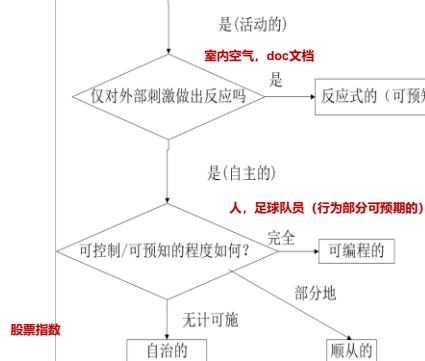 是(活动的)
室内空气，doc文档
是
仅对外部刺激做出反应吗
反应式的（可预
是(自主的)
人，足球队员（行为部分可预期的）
完全
可控制/可预知的程度如何？
可编程的
部分地
无计可施
股票指数
自治的
顺从的